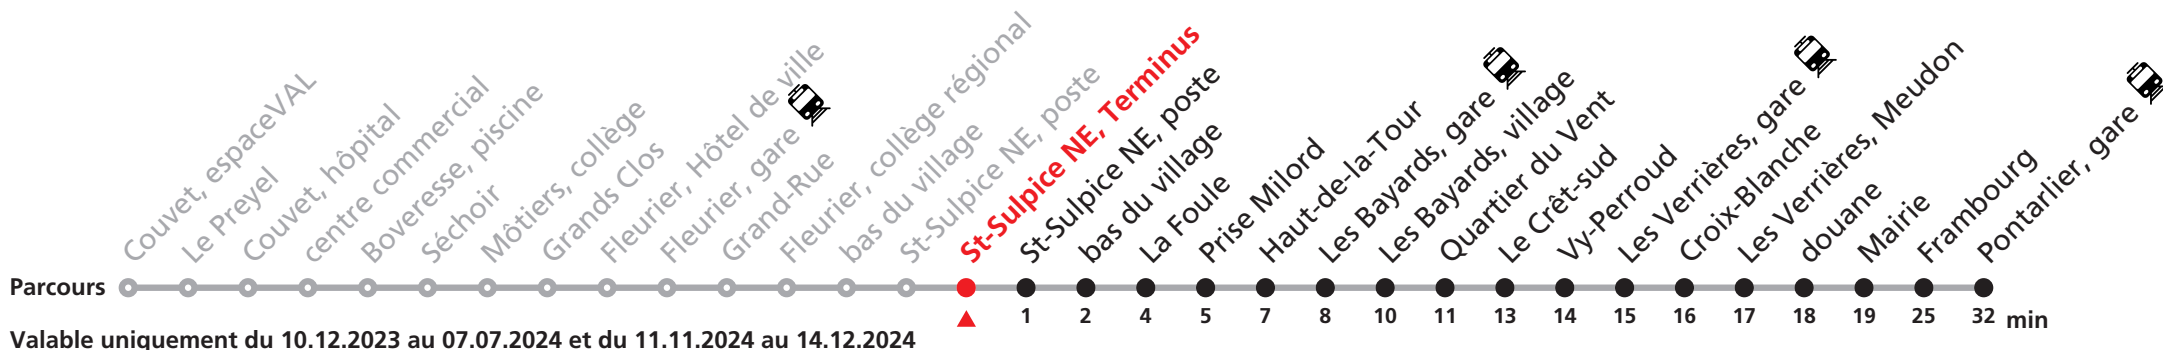 Couvet, espaceVAL
Le Preyel
Couvet, hôpital
centre commercial
Boveresse, piscine
Séchoir
Môtiers, collège
Grands Clos
Fleurier, Hôtel de ville
Fleurier, gare
Grand-Rue
Fleurier, collège régional
bas du village
St-Sulpice NE, poste
St-Sulpice NE, Terminus
St-Sulpice NE, poste
bas du village
La Foule
Prise Milord
Haut-de-la-Tour
Les Bayards, gare
Les Bayards, village
Quartier du Vent
Le Crêt-sud
Vy-Perroud
Les Verrières, gare
Croix-Blanche
Les Verrières, Meudon
douane
Mairie
Frambourg
Pontarlier, gare
Parcours
1 2 4 5 7 8 10 11 13 14 15 16 17 18 19 25 32 min
Valable uniquement du 10.12.2023 au 07.07.2024 et du 11.11.2024 au 14.12.2024